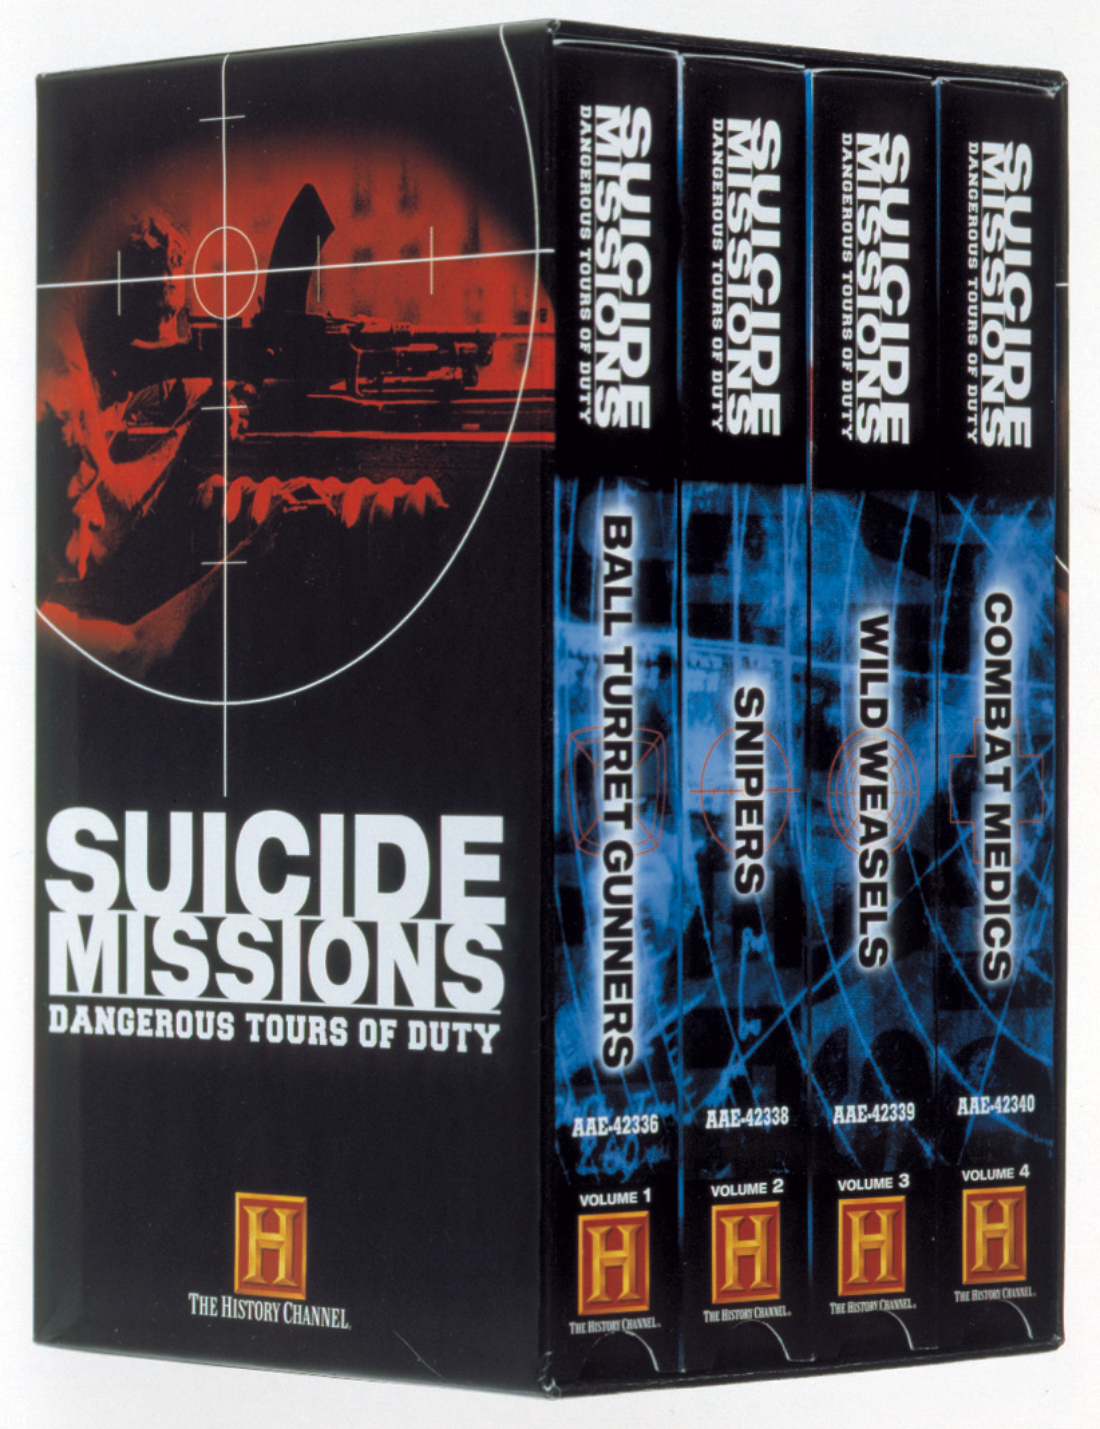 SUICIDE
MISSIONS
DANGEROUS TOURS OF DUTY
H
THE HISTORY CHANNEL
SUICIDE
MISSIONS
DANGEROUS TOURS OF DUTY
BALL TURRET GUNNERS
AAE-42336
VOLUME 1
H
THE HISTORY CHANNEL.
SUICIDE
MISSIONS
DANGEROUS TOURS OF DUTY
SNIPERS
AAE-42338
VOLUME 2
H
THE HISTORY CHANNEL.
SUICIDE
MISSIONS
DANGEROUS TOURS OF DUTY
WILD WEASELS
AAE-42339
VOLUME 3
H
THE HISTORY CHANNEL.
SUICIDE
MISSIONS
DANGEROUS TOURS OF DUTY
COMBAT MEDICS
AAE-42340
VOLUME 4
H
THE HISTORY CHANNEL.